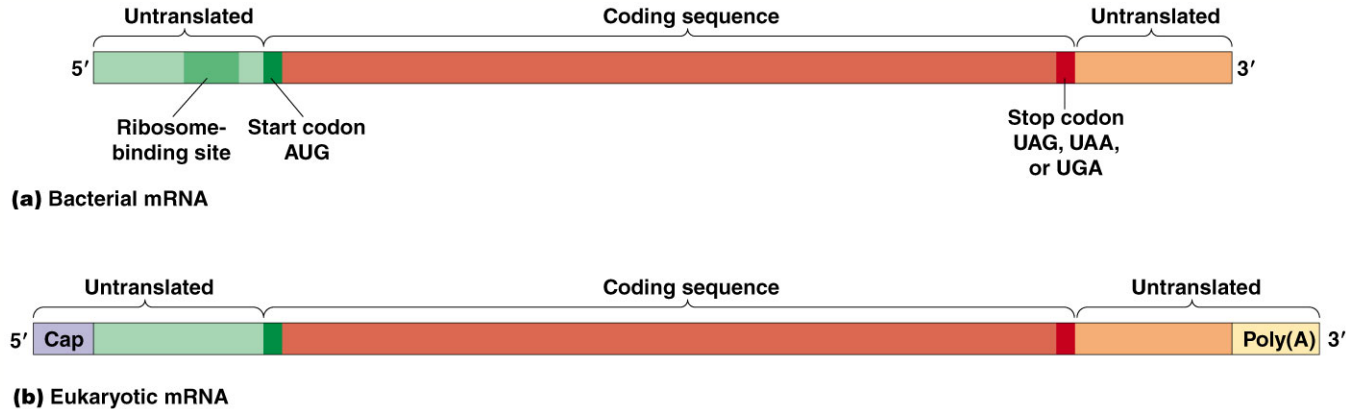 Untranslated
Coding sequence
Untranslated
5′
3′
Ribosome-
binding site
Start codon
AUG
Stop codon
UAG, UAA,
or UGA
(a) Bacterial mRNA
Untranslated
Coding sequence
Untranslated
5′
Cap
Poly(A)
3′
(b) Eukaryotic mRNA